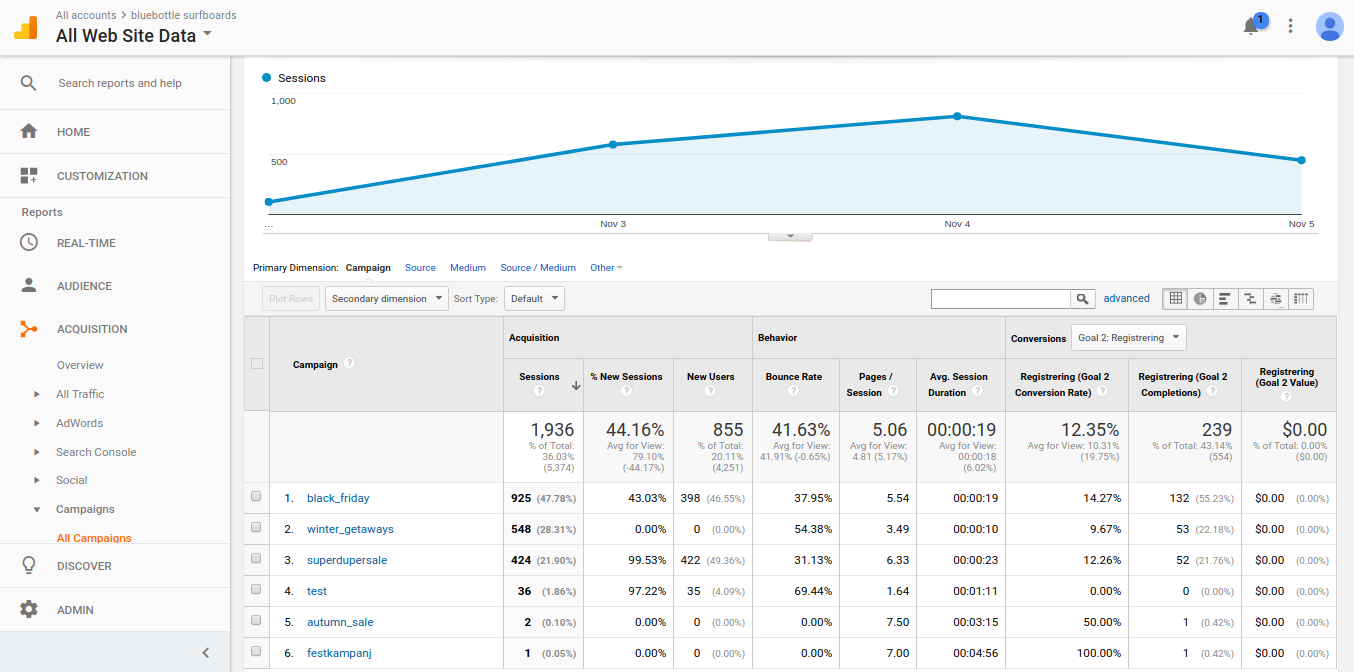 All accounts > bluebottle surfboards
All Web Site Data
1
Search reports and help
HOME
CUSTOMIZATION
Reports
REAL-TIME
AUDIENCE
ACQUISITION
Overview
All Traffic
AdWords
Search Console
Social
Campaigns
All Campaigns
DISCOVER
ADMIN
Sessions
1,000
500
... Nov 3 Nov 4 Nov 5
Primary Dimension: Campaign Source Medium Source / Medium Other
Plot Rows Secondary dimension Sort Type: Default advanced
Campaign ?
Acquisition Behavior Conversions Goal 2: Registrering
Sessions ? % New Sessions ? New Users ? Bounce Rate ? Pages / Session ? Avg. Session Duration ? Registrering (Goal 2 Conversion Rate) ? Registrering (Goal 2 Completions) ? Registrering (Goal 2 Value) ?
1,936 44.16% 855 41.63% 5.06 00:00:19 12.35% 239 $0.00
% of Total: 36.03% (5,374) Avg for View: 79.10% (-44.17%) % of Total: 20.11% (4,251) Avg for View: 41.91% (-0.65%) Avg for View: 4.81 (5.17%) Avg for View: 00:00:18 (6.02%) Avg for View: 10.31% (19.75%) % of Total: 43.14% (554) % of Total: 0.00% ($0.00)
1. black_friday 925 (47.78%) 43.03% 398 (46.55%) 37.95% 5.54 00:00:19 14.27% 132 (55.23%) $0.00 (0.00%)
2. winter_getaways 548 (28.31%) 0.00% 0 (0.00%) 54.38% 3.49 00:00:10 9.67% 53 (22.18%) $0.00 (0.00%)
3. superdupersale 424 (21.90%) 99.53% 422 (49.36%) 31.13% 6.33 00:00:23 12.26% 52 (21.76%) $0.00 (0.00%)
4. test 36 (1.86%) 97.22% 35 (4.09%) 69.44% 1.64 00:01:11 0.00% 0 (0.00%) $0.00 (0.00%)
5. autumn_sale 2 (0.10%) 0.00% 0 (0.00%) 0.00% 7.50 00:03:15 50.00% 1 (0.42%) $0.00 (0.00%)
6. festkampanj 1 (0.05%) 0.00% 0 (0.00%) 0.00% 7.00 00:04:56 100.00% 1 (0.42%) $0.00 (0.00%)